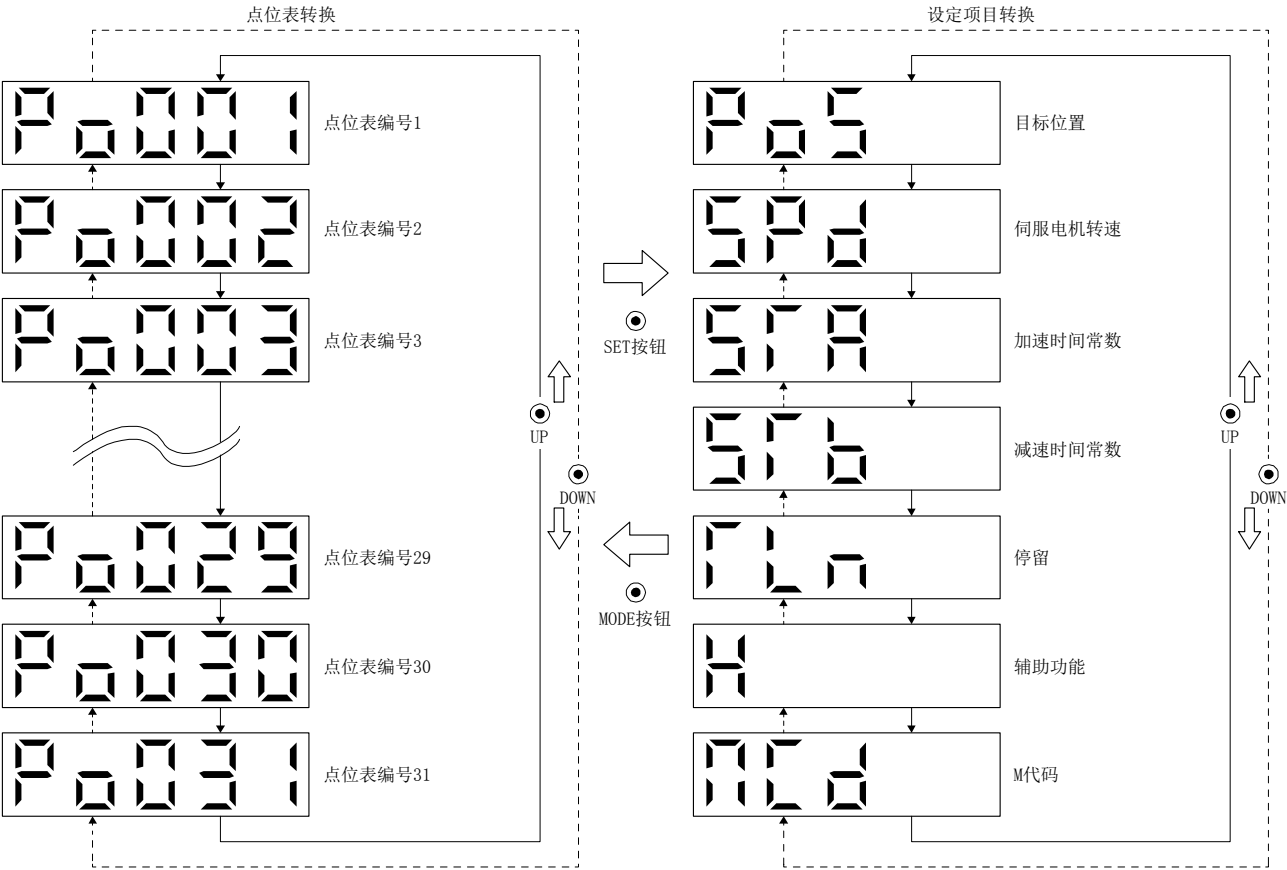 点位表转换
Po001
点位表编号1
Po002
点位表编号2
Po003
点位表编号3
Po029
点位表编号29
Po030
点位表编号30
Po031
点位表编号31
UP
DOWN
SET按钮
MODE按钮
设定项目转换
PoS
目标位置
SPd
伺服电机转速
STA
加速时间常数
STb
减速时间常数
TLn
停留
H
辅助功能
MCd
M代码
UP
DOWN